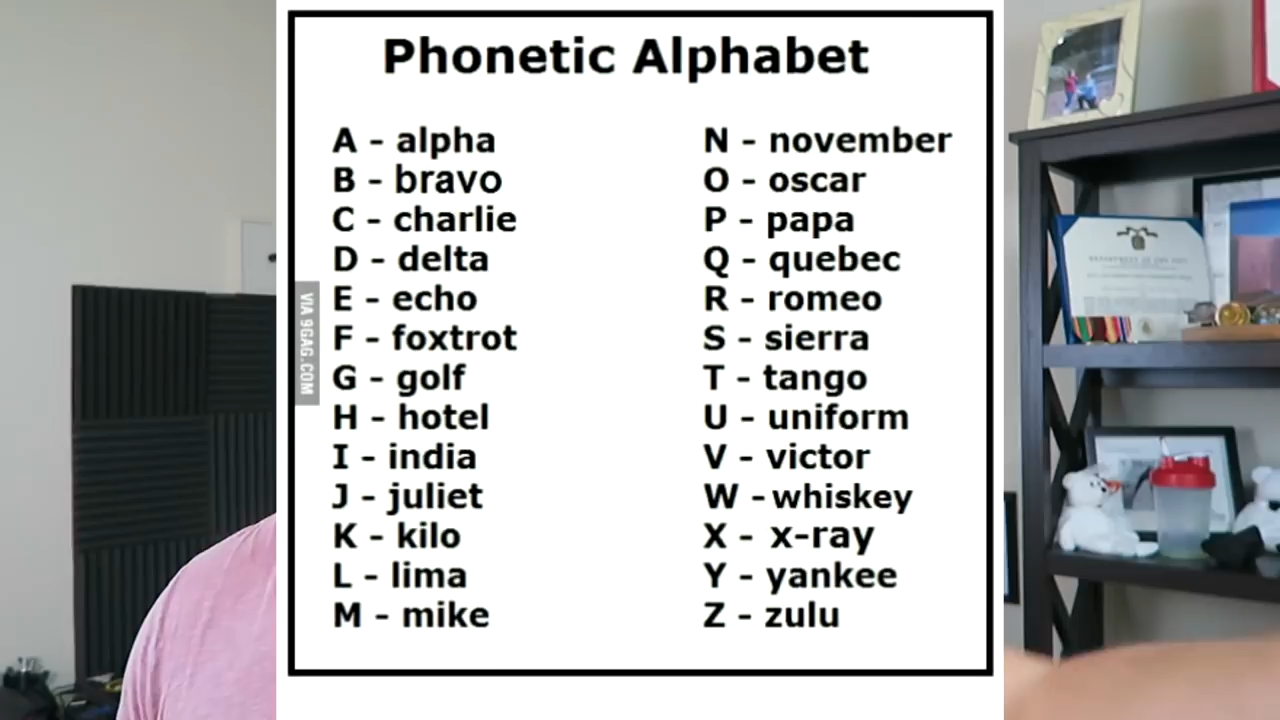 Phonetic Alphabet
A - alpha
B - bravo
C - charlie
D - delta
E - echo
F - foxtrot
G - golf
H - hotel
I - india
J - juliet
K - kilo
L - lima
M - mike
N - november
O - oscar
P - papa
Q - quebec
R - romeo
S - sierra
T - tango
U - uniform
V - victor
W - whiskey
X - x-ray
Y - yankee
Z - zulu
VIA 9GAG.COM